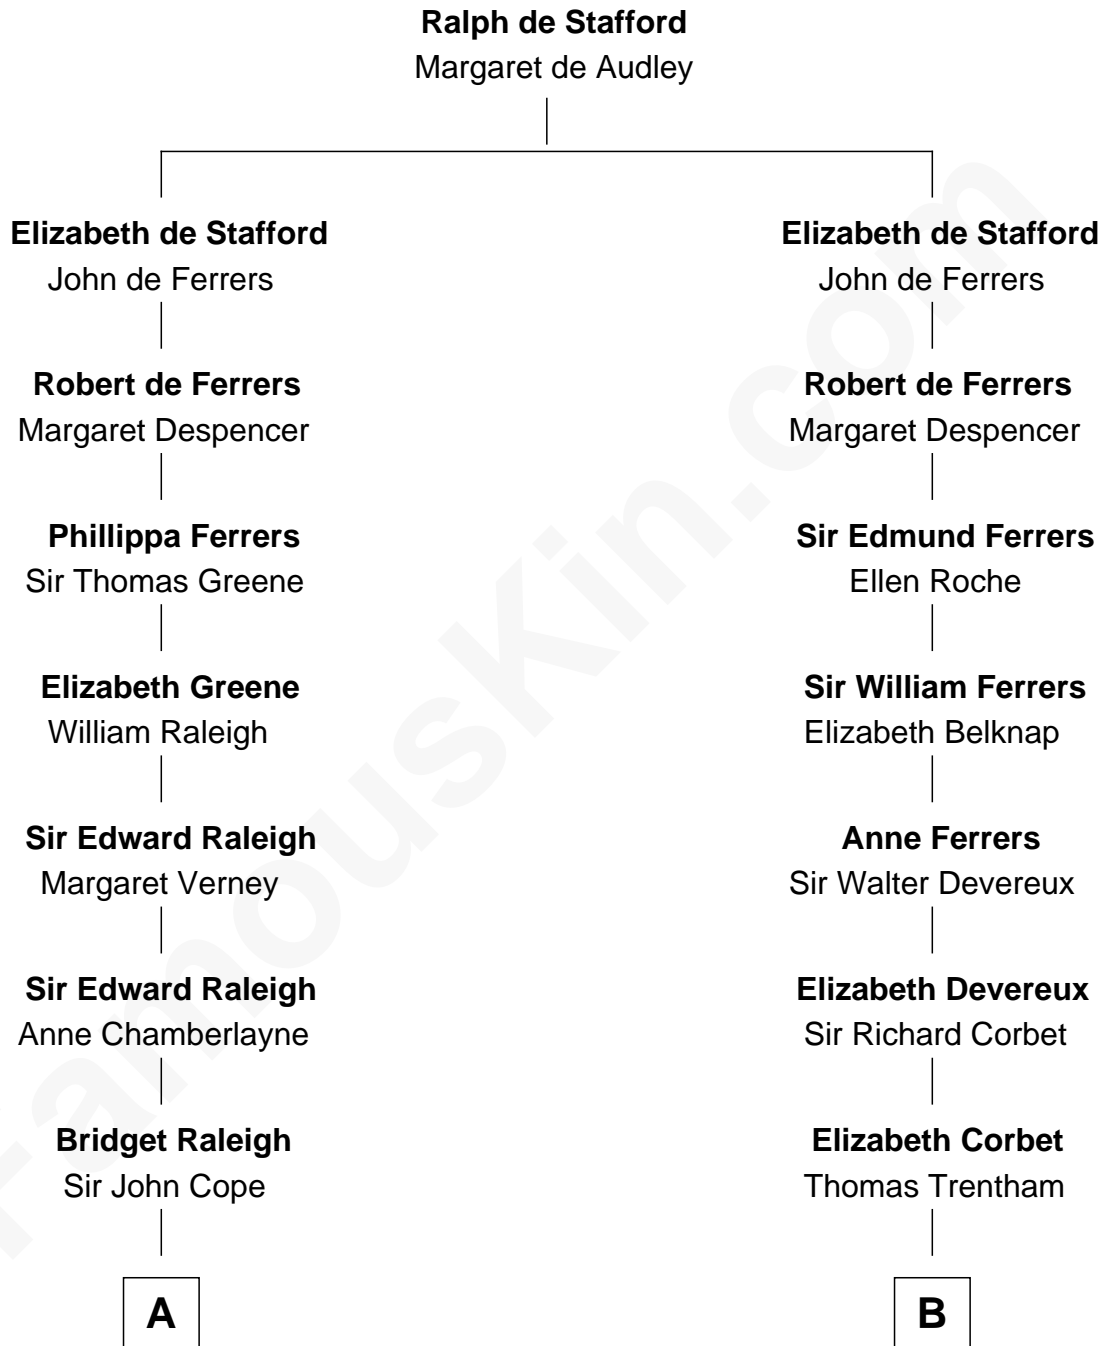 Ralph de Stafford
Margaret de Audley
Elizabeth de Stafford
John de Ferrers
Elizabeth de Stafford
John de Ferrers
Robert de Ferrers
Margaret Despencer
Robert de Ferrers
Margaret Despencer
Phillippa Ferrers
Sir Thomas Greene
Sir Edmund Ferrers
Ellen Roche
Elizabeth Greene
William Raleigh
Sir William Ferrers
Elizabeth Belknap
Sir Edward Raleigh
Margaret Verney
Anne Ferrers
Sir Walter Devereux
Sir Edward Raleigh
Anne Chamberlayne
Elizabeth Devereux
Sir Richard Corbet
Bridget Raleigh
Sir John Cope
Elizabeth Corbet
Thomas Trentham
A
B
FamousKin.com